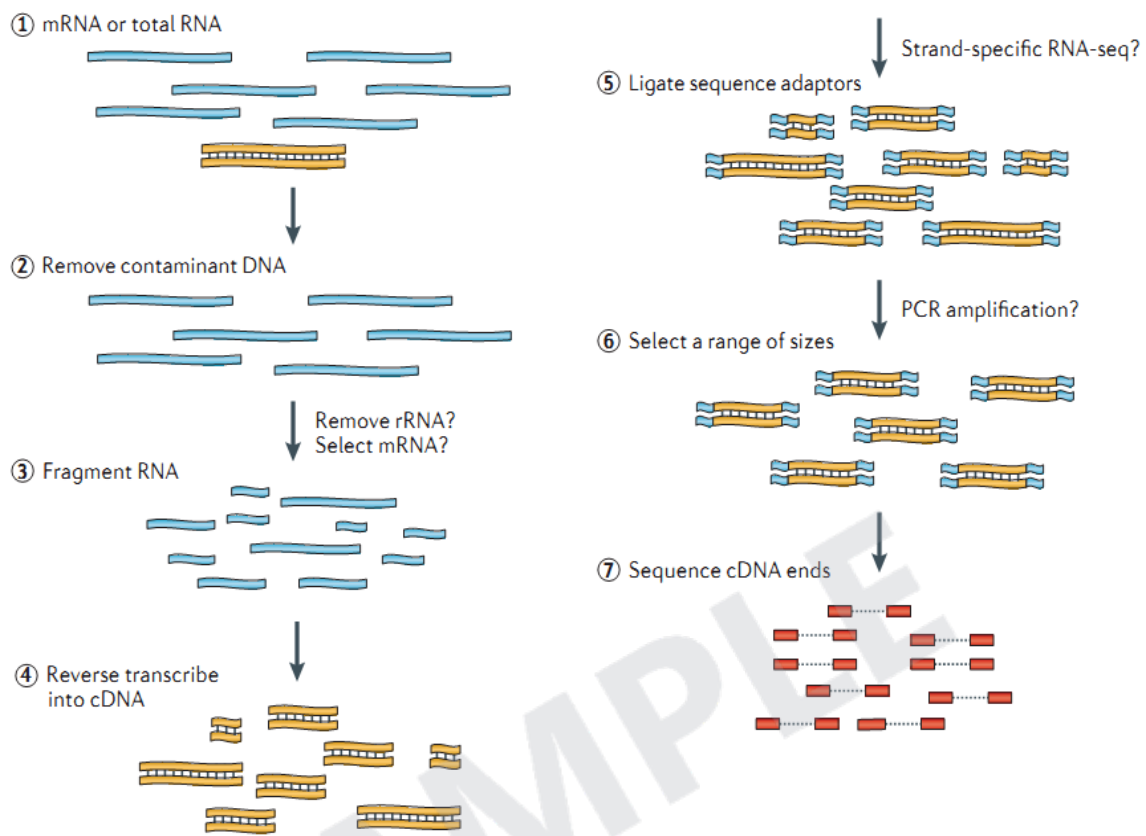 ① mRNA or total RNA
② Remove contaminant DNA
Remove rRNA?
Select mRNA?
③ Fragment RNA
④ Reverse transcribe
into cDNA
Strand-specific RNA-seq?
⑤ Ligate sequence adaptors
PCR amplification?
⑥ Select a range of sizes
⑦ Sequence cDNA ends
AMPLE